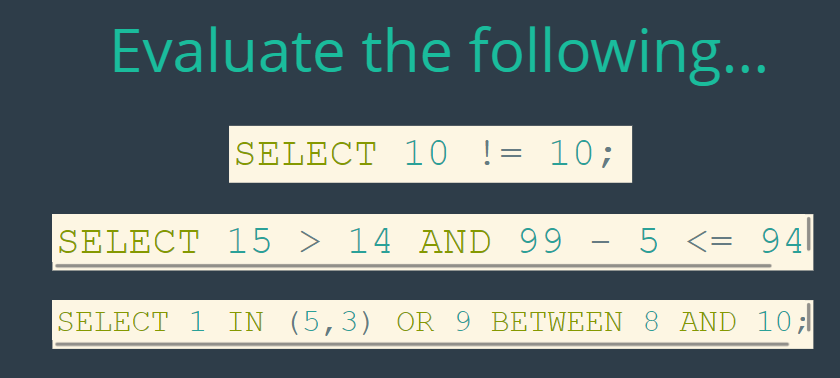 Evaluate the following...
SELECT 10 != 10;
SELECT 15 > 14 AND 99 - 5 <= 94
SELECT 1 IN (5,3) OR 9 BETWEEN 8 AND 10;